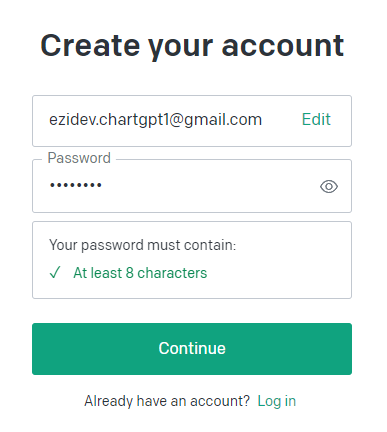 Create your account
ezidev.chartgpt1@gmail.com Edit
Password
••••••••
Your password must contain:
✓ At least 8 characters
Continue
Already have an account? Log in